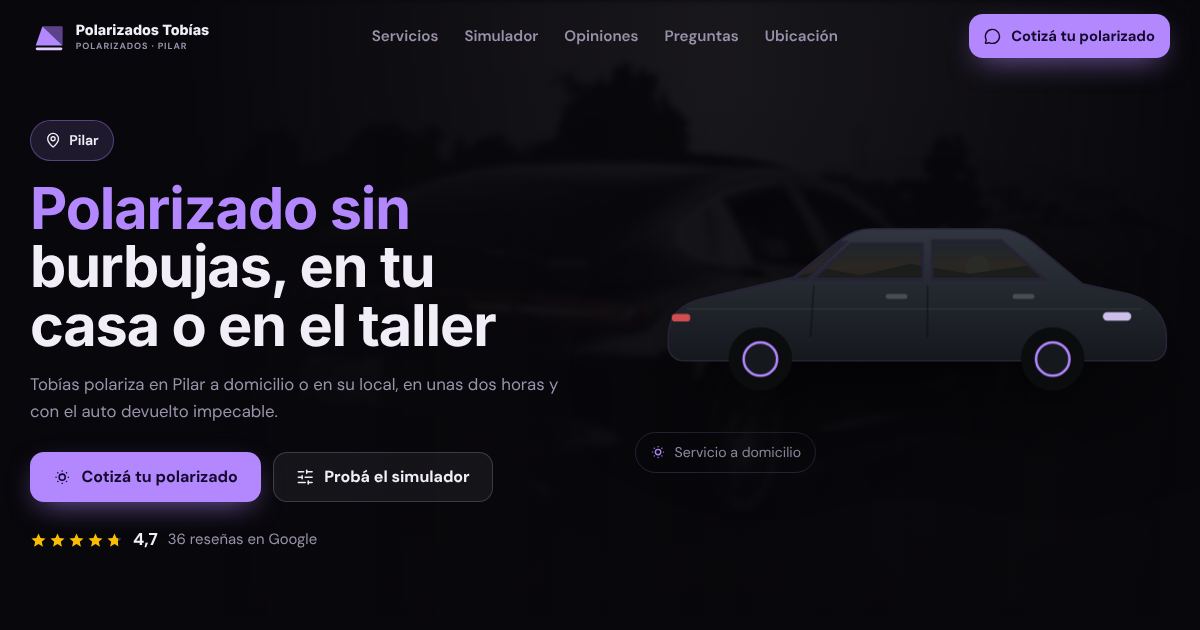 Polarizados Tobías
POLARIZADOS · PILAR
Servicios
Simulador
Opiniones
Preguntas
Ubicación
Cotizá tu polarizado
Pilar
Polarizado sin
burbujas, en tu
casa o en el taller
Tobías polariza en Pilar a domicilio o en su local, en unas dos horas y
con el auto devuelto impecable.
Servicio a domicilio
Cotizá tu polarizado
Probá el simulador
4,7 36 reseñas en Google